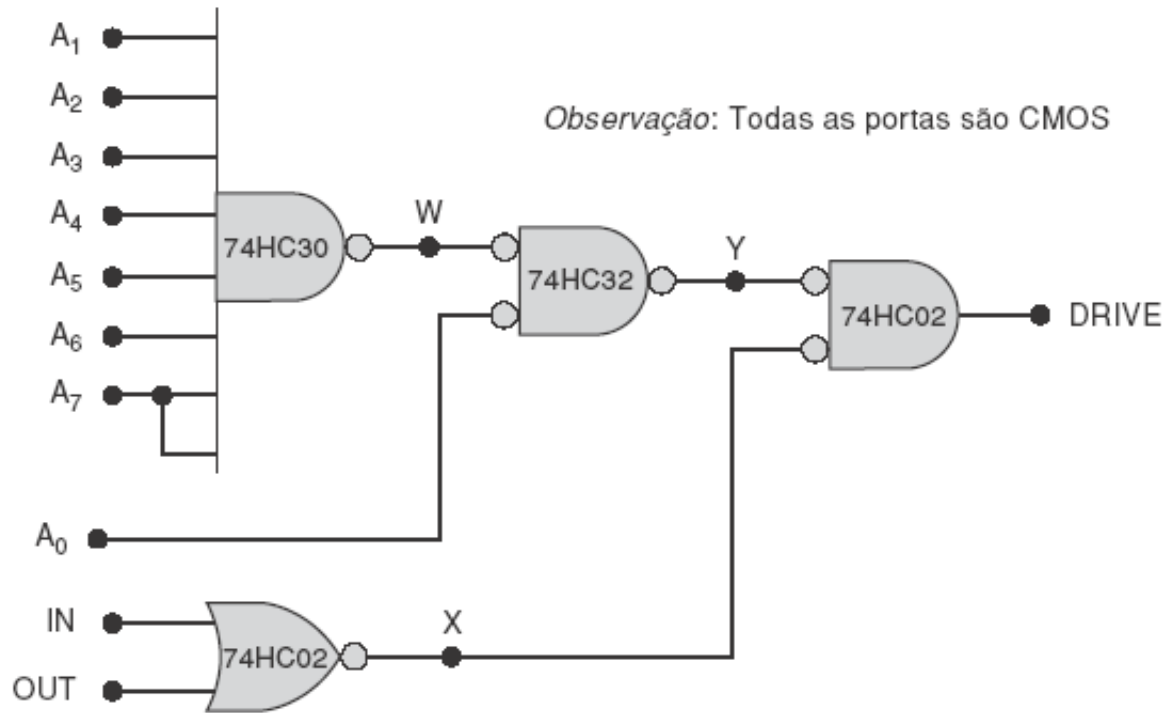 A₁
A₂
A₃
A₄
A₅
A₆
A₇
A₀
IN
OUT
Observação: Todas as portas são CMOS
74HC30
W
74HC32
Y
74HC02
DRIVE
74HC02
X